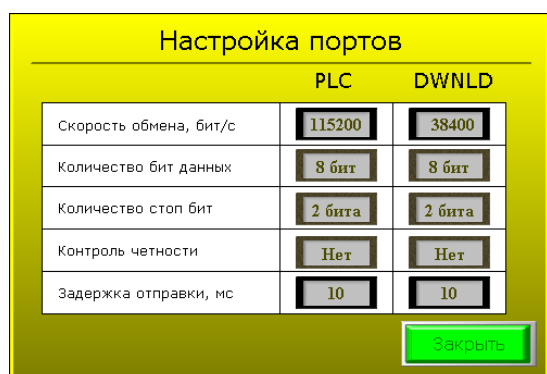 Настройка портов
PLC DWNLD
Скорость обмена, бит/с 115200 38400
Количество бит данных 8 бит 8 бит
Количество стоп бит 2 бита 2 бита
Контроль четности Нет Нет
Задержка отправки, мс 10 10
Закрыть